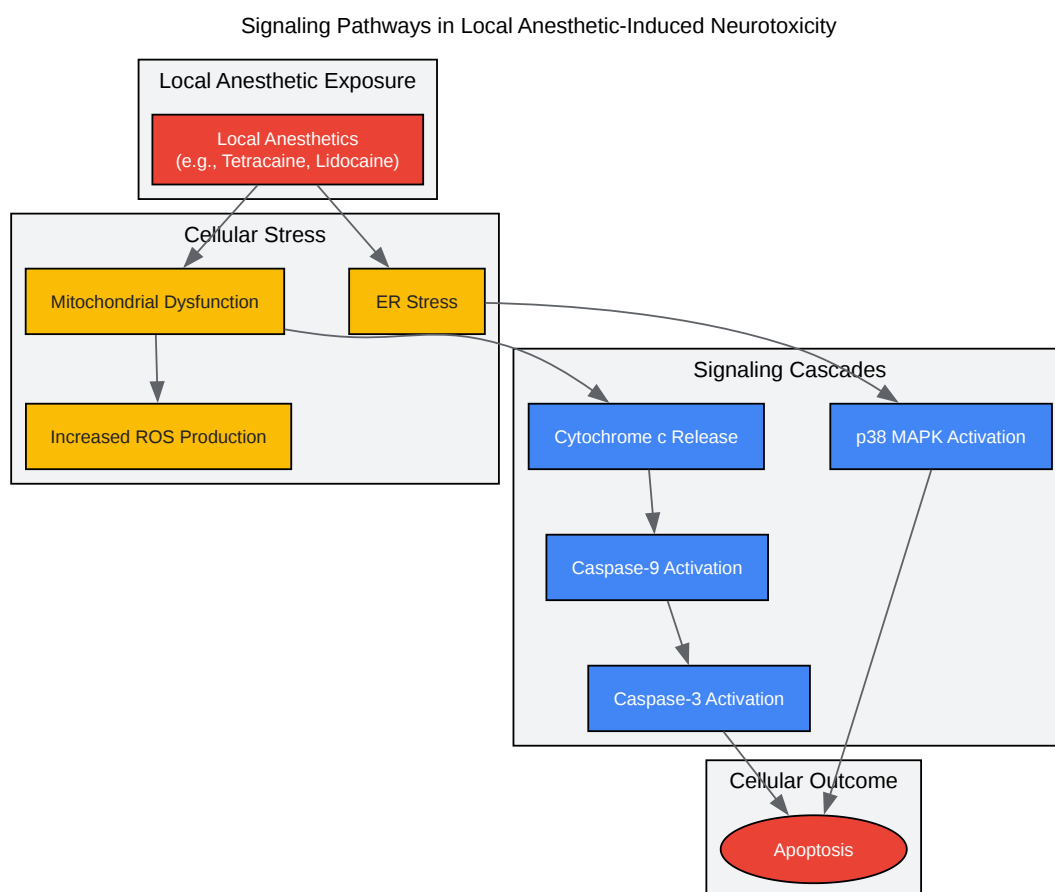 Signaling Pathways in Local Anesthetic-Induced Neurotoxicity
Local Anesthetic Exposure
Local Anesthetics
(e.g., Tetracaine, Lidocaine)
Cellular Stress
Mitochondrial Dysfunction
ER Stress
Increased ROS Production
Signaling Cascades
Cytochrome c Release
p38 MAPK Activation
Caspase-9 Activation
Caspase-3 Activation
Cellular Outcome
Apoptosis